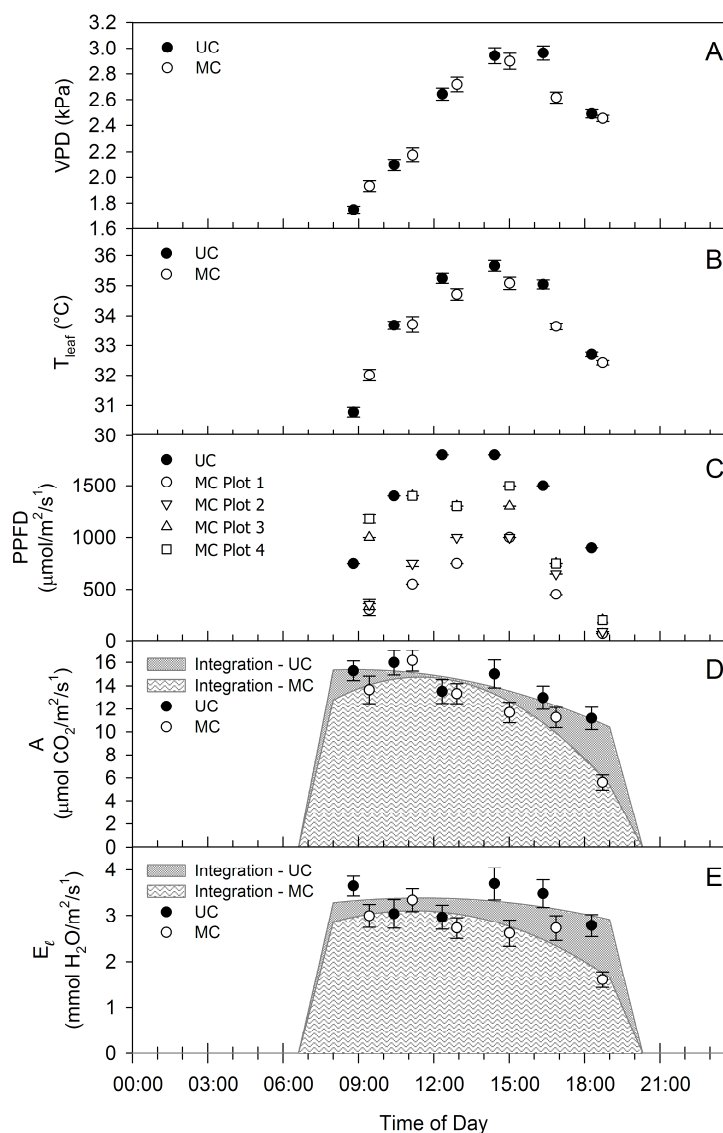 3.2
3.0
2.8
2.6
2.4
2.2
2.0
1.8
1.6
VPD (kPa)
UC
MC
A
36
35
34
33
32
31
30
T leaf (°C)
UC
MC
B
1500
1000
500
0
PPFD
(μmol/m²/s¹)
UC
MC Plot 1
MC Plot 2
MC Plot 3
MC Plot 4
C
16
14
12
10
8
6
4
2
0
A
(μmol CO₂/m²/s¹)
Integration - UC
Integration - MC
UC
MC
D
4
3
2
1
0
Eℓ
(mmol H₂O/m²/s¹)
Integration - UC
Integration - MC
UC
MC
E
00:00 03:00 06:00 09:00 12:00 15:00 18:00 21:00
Time of Day